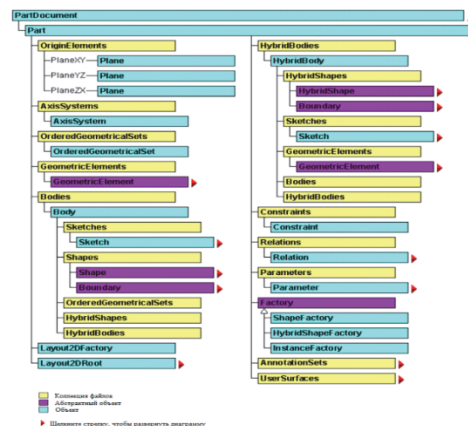 PartDocument
Part
OriginElements
PlaneXY Plane
PlaneYZ Plane
PlaneZX Plane
AxisSystems
AxisSystem
OrderedGeometricalSets
OrderedGeometricalSet
GeometricElements
GeometricElement
Bodies
Body
Sketches
Sketch
Shapes
Shape
Boundary
OrderedGeometricalSets
HybridShapes
HybridBodies
Layout2DFactory
Layout2DRoot
HybridBodies
HybridBody
HybridShapes
HybridShape
Boundary
Sketches
Sketch
GeometricElements
GeometricElement
Bodies
HybridBodies
Constraints
Constraint
Relations
Relation
Parameters
Parameter
Factory
ShapeFactory
HybridShapeFactory
InstanceFactory
AnnotationSets
UserSurfaces
Коллекция файлов
Абстрактный объект
Объект
Щелкните стрелку, чтобы развернуть диаграмму